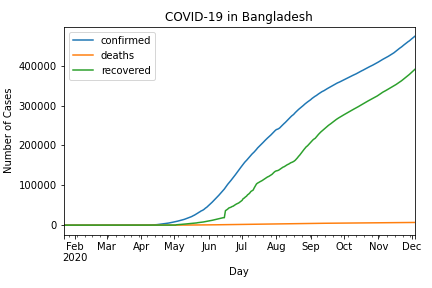 COVID-19 in Bangladesh
confirmed
deaths
recovered
Number of Cases
400000
300000
200000
100000
0
Feb Mar Apr May Jun Jul Aug Sep Oct Nov Dec
2020
Day